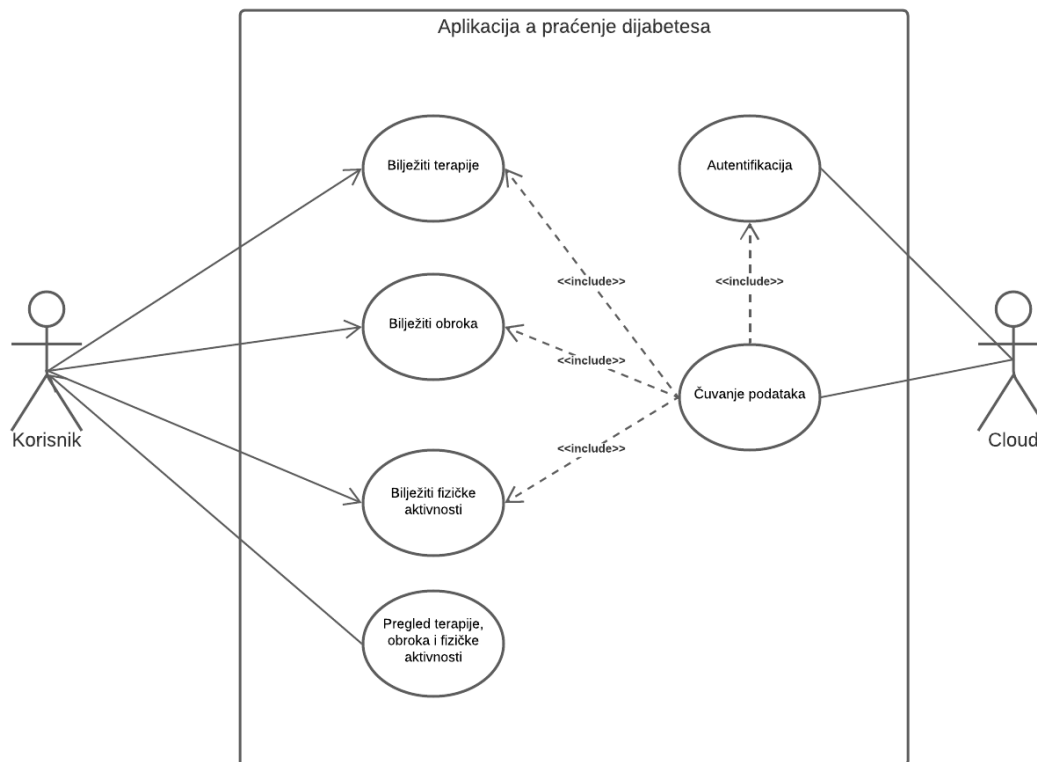 Aplikacija a praćenje dijabetesa
Bilježiti terapije
Autentifikacija
<<include>>
<<include>>
Bilježiti obroka
<<include>>
Čuvanje podataka
Korisnik
Cloud
<<include>>
Bilježiti fizičke
aktivnosti
Pregled terapije,
obroka i fizičke
aktivnosti